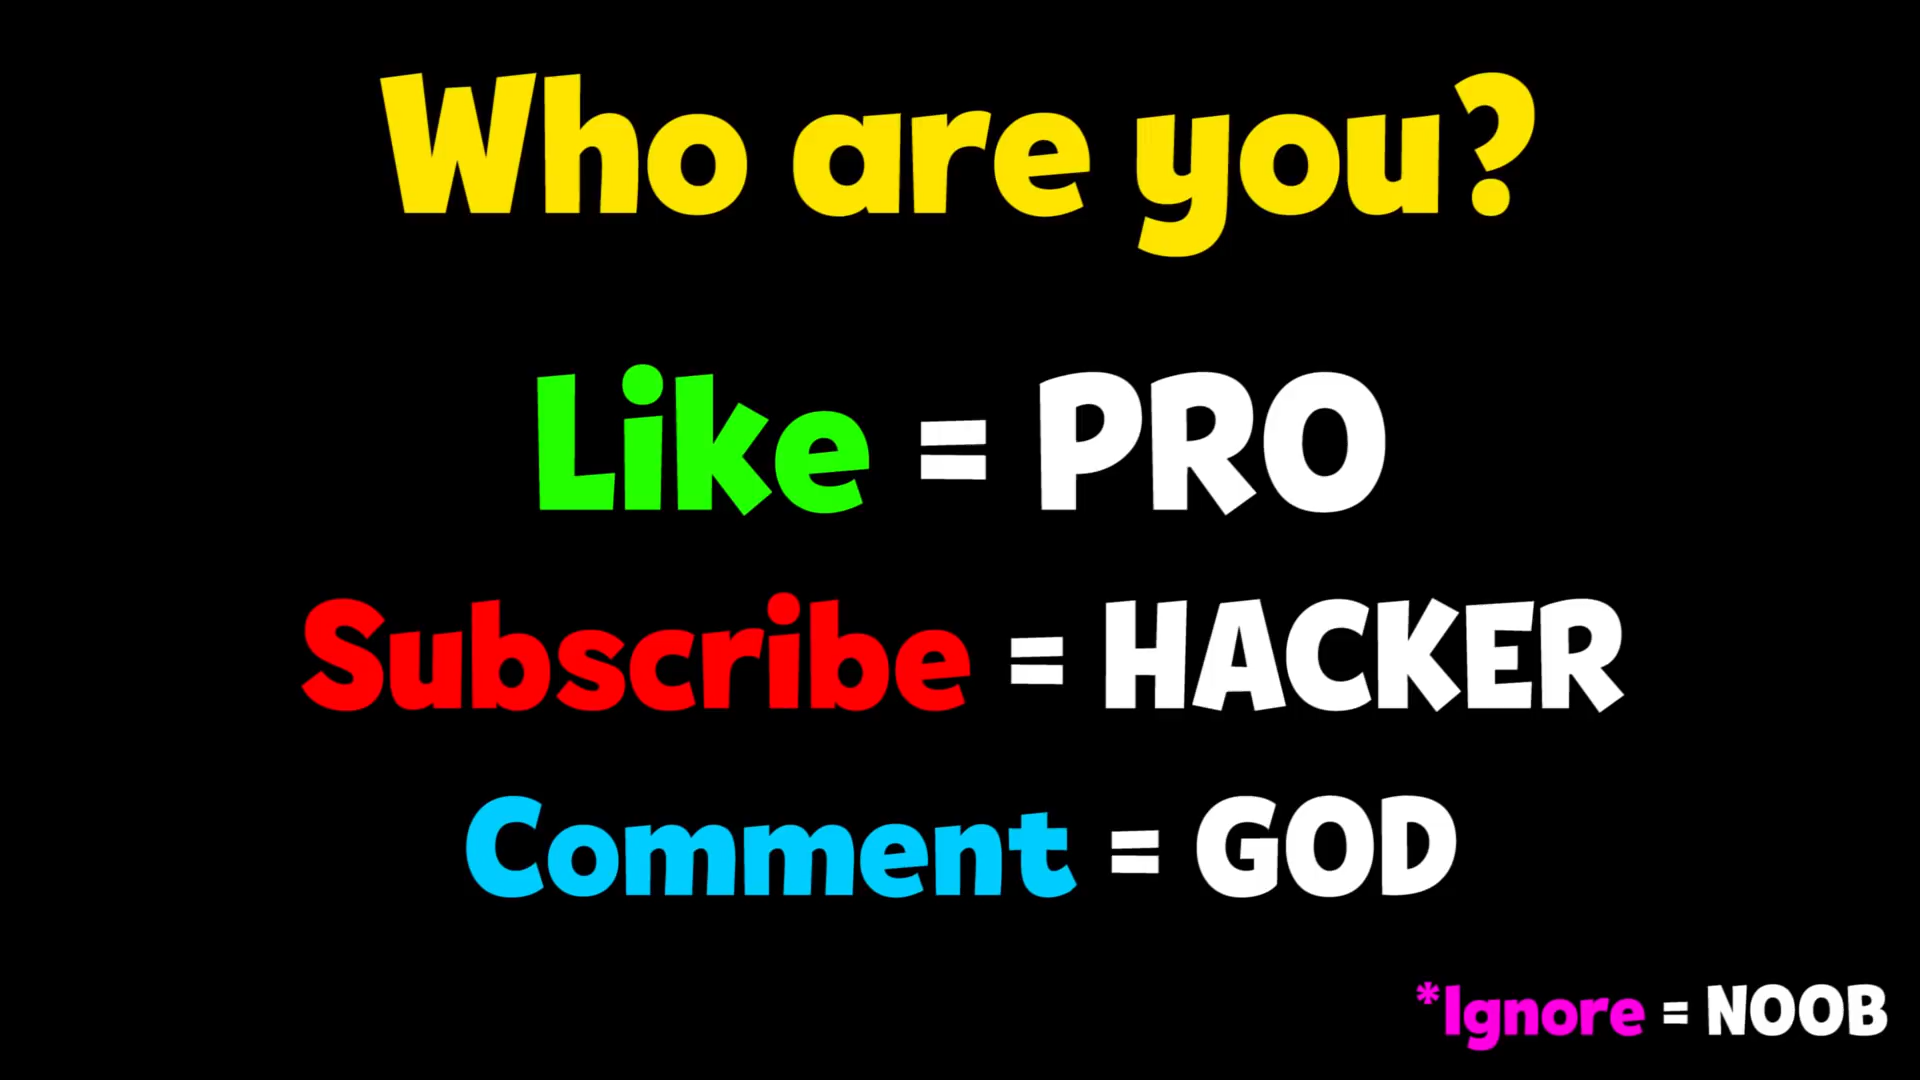 Who are you?
Like = PRO
Subscribe = HACKER
Comment = GOD
*Ignore = NOOB